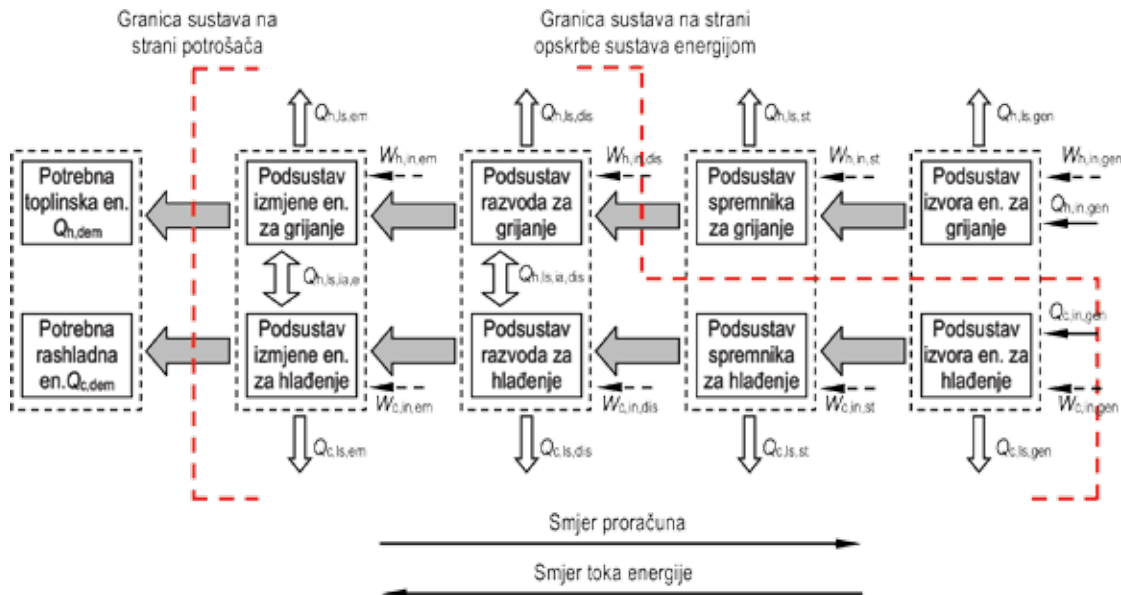 Granica sustava na
strani potrošača
Granica sustava na strani
opskrbe sustava energijom
Qh,ls,em
Qh,ls,dis
Qh,ls,st
Qh,ls,gen
Wh,in,em
Wh,in,dis
Wh,in,st
Wh,in,gen
Potrebna
toplinska en.
Qh,dem
Podsustav
izmjene en.
za grijanje
Podsustav
razvoda za
grijanje
Podsustav
spremnika
za grijanje
Podsustav
izvora en. za
grijanje
Qh,in,gen
Qh,ls,ia,e
Qh,ls,ia,dis
Potrebna
rashladna
en.Qc,dem
Podsustav
izmjene en.
za hlađenje
Podsustav
razvoda za
hlađenje
Podsustav
spremnika
za hlađenje
Podsustav
izvora en. za
hlađenje
Qc,in,gen
Wc,in,em
Wc,in,dis
Wc,in,st
Wc,in,gen
Qc,ls,em
Qc,ls,dis
Qc,ls,st
Qc,ls,gen
Smjer proračuna
Smjer toka energije